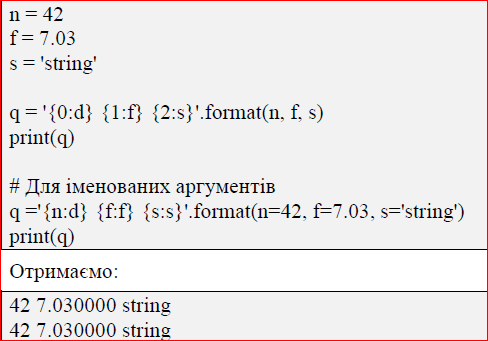 n = 42
f = 7.03
s = 'string'
q = '{0:d} {1:f} {2:s}'.format(n, f, s)
print(q)
# Для іменованих аргументів
q ='{n:d} {f:f} {s:s}'.format(n=42, f=7.03, s='string')
print(q)
Отримаємо:
42 7.030000 string
42 7.030000 string